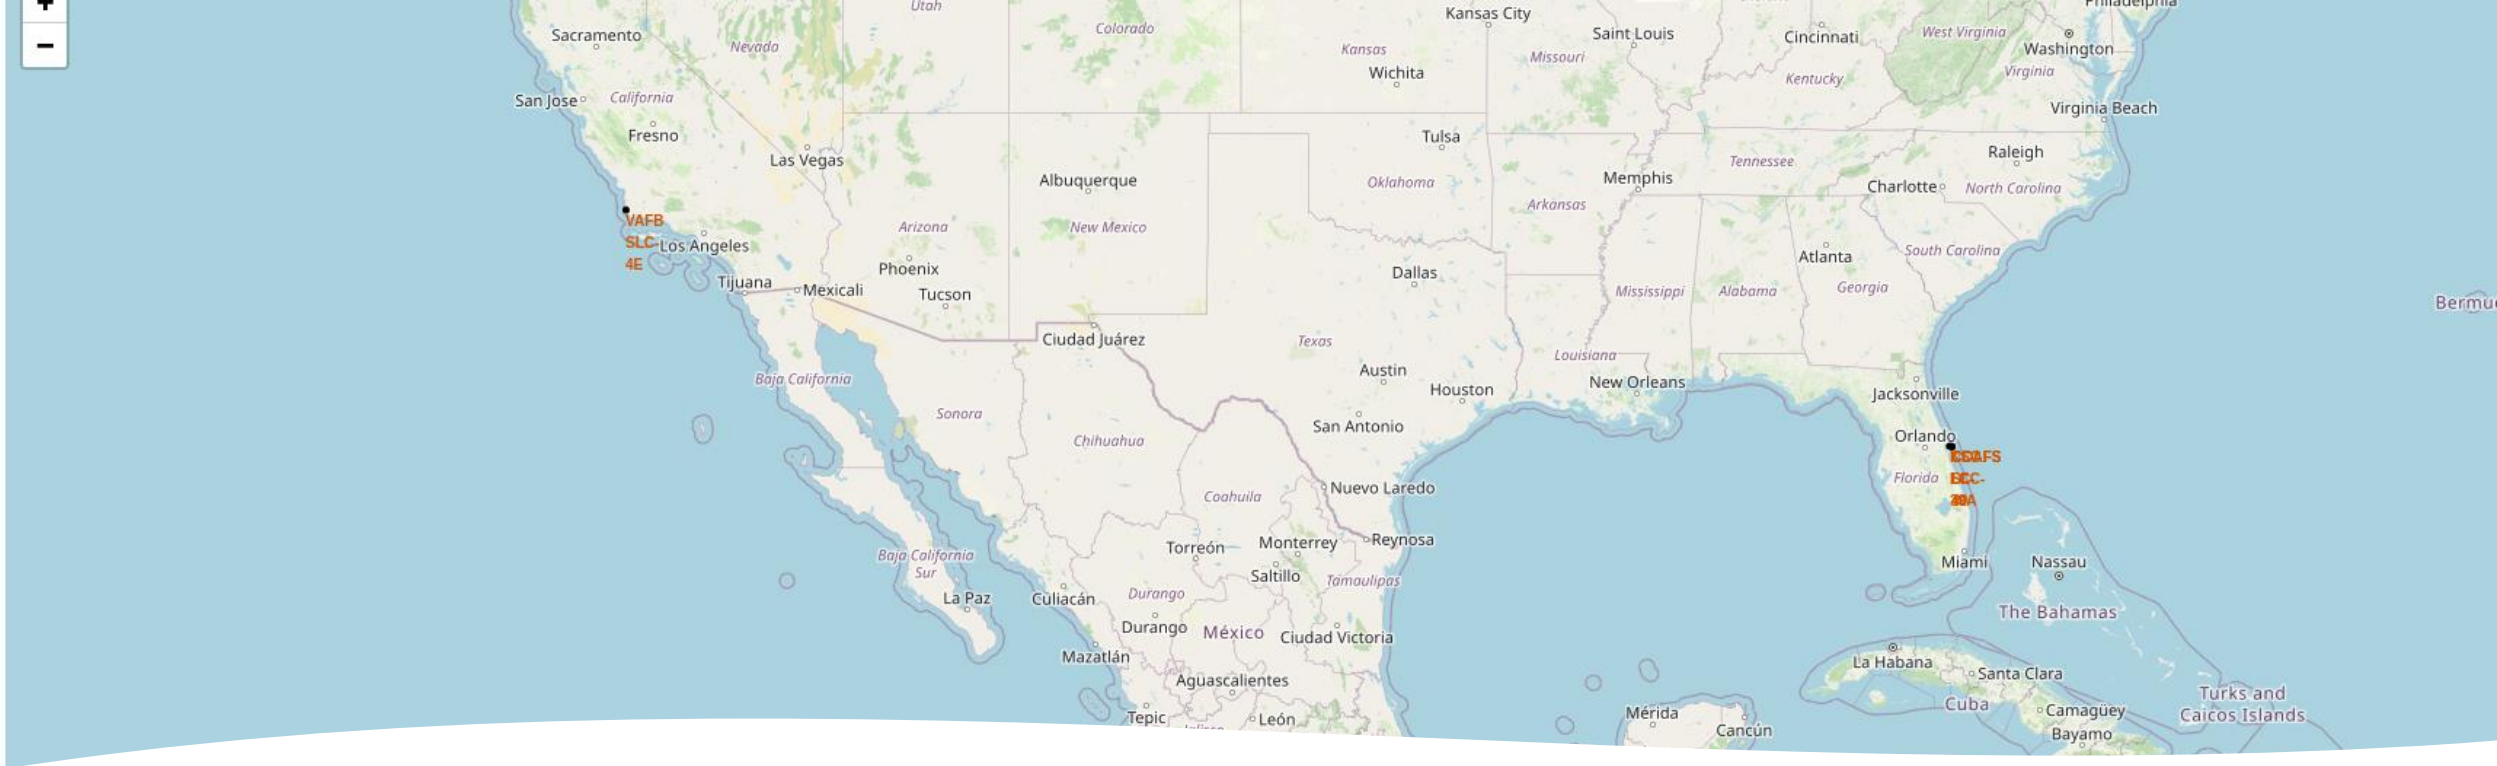 +
−
Utah
Colorado
Kansas City
Philadelphia
Sacramento
Nevada
Kansas
Saint Louis
Cincinnati
West Virginia
Washington
Missouri
Wichita
Kentucky
Virginia
San Jose
California
Virginia Beach
Fresno
Las Vegas
Tulsa
Raleigh
Albuquerque
Oklahoma
Memphis
Tennessee
Charlotte
North Carolina
Arkansas
VAFB
SLC-
4E
Los Angeles
Arizona
New Mexico
Atlanta
South Carolina
Phoenix
Dallas
Tijuana
Mexicali
Tucson
Mississippi
Alabama
Georgia
Ciudad Juárez
Texas
Louisiana
Baja California
Austin
Houston
New Orleans
Jacksonville
Sonora
Chihuahua
San Antonio
Orlando
Florida
Coahuila
Nuevo Laredo
Torreón
Monterrey
Reynosa
Baja California
Sur
Saltillo
Tamaulipas
Miami
Nassau
La Paz
Culiacán
Durango
The Bahamas
Durango
México
Ciudad Victoria
Mazatlán
La Habana
Santa Clara
Aguascalientes
Cuba
Turks and
Caicos Islands
Tepic
León
Mérida
Cancún
Camagüey
Bayamo